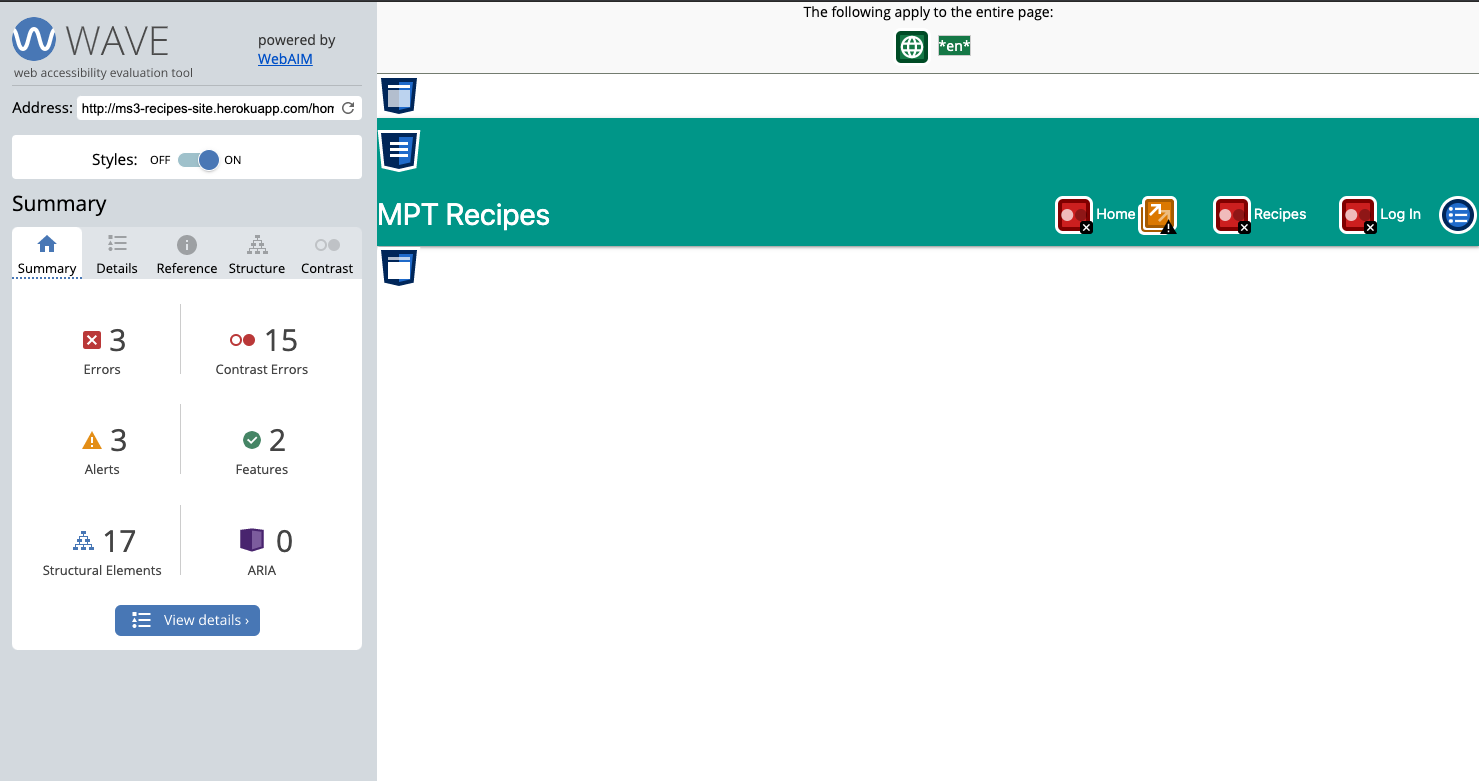 WAVE
powered by
WebAIM
web accessibility evaluation tool
Address: http://ms3-recipes-site.herokuapp.com/hom
Styles: OFF ON
Summary
Summary Details Reference Structure Contrast
3 15
Errors Contrast Errors
3 2
Alerts Features
17 0
Structural Elements ARIA
View details ›
The following apply to the entire page:
*en*
MPT Recipes Home Recipes Log In